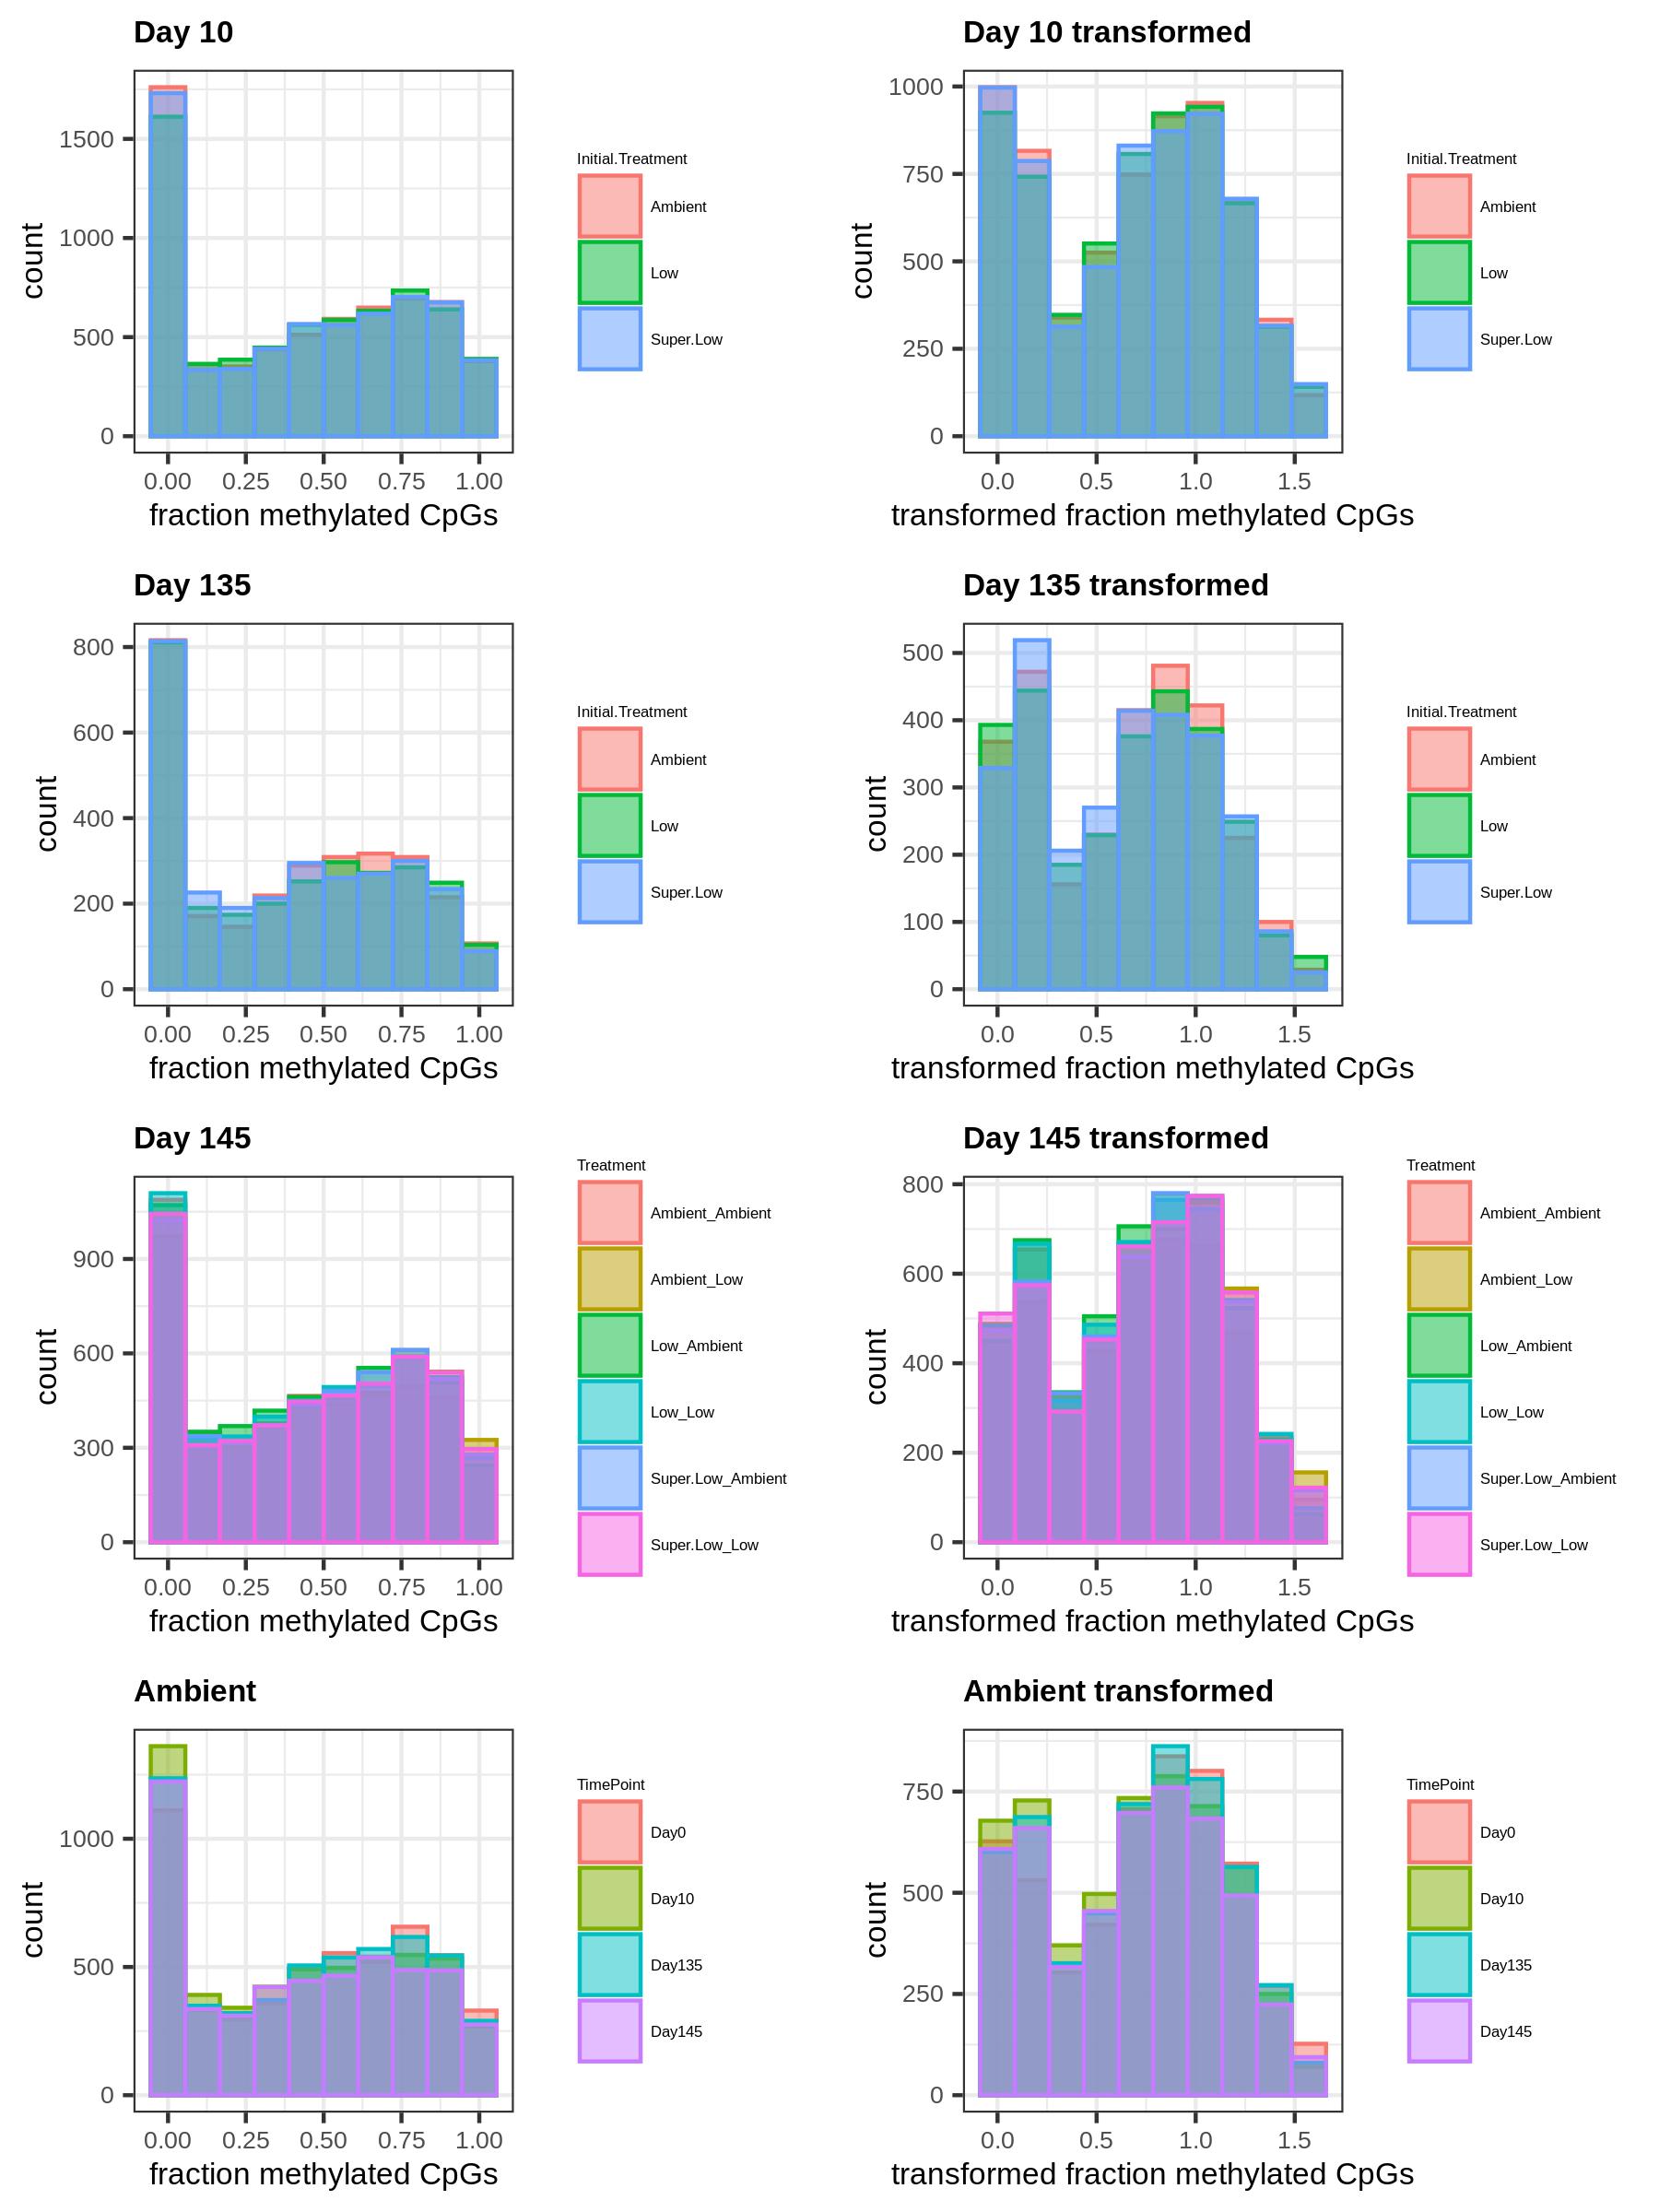 Day 10
count
1500
1000
500
0
0.00 0.25 0.50 0.75 1.00
fraction methylated CpGs
Initial.Treatment
Ambient
Low
Super.Low
Day 10 transformed
count
1000
750
500
250
0
0.0 0.5 1.0 1.5
transformed fraction methylated CpGs
Initial.Treatment
Ambient
Low
Super.Low
Day 135
count
800
600
400
200
0
0.00 0.25 0.50 0.75 1.00
fraction methylated CpGs
Initial.Treatment
Ambient
Low
Super.Low
Day 135 transformed
count
500
400
300
200
100
0
0.0 0.5 1.0 1.5
transformed fraction methylated CpGs
Initial.Treatment
Ambient
Low
Super.Low
Day 145
count
900
600
300
0
0.00 0.25 0.50 0.75 1.00
fraction methylated CpGs
Treatment
Ambient_Ambient
Ambient_Low
Low_Ambient
Low_Low
Super.Low_Ambient
Super.Low_Low
Day 145 transformed
count
800
600
400
200
0
0.0 0.5 1.0 1.5
transformed fraction methylated CpGs
Treatment
Ambient_Ambient
Ambient_Low
Low_Ambient
Low_Low
Super.Low_Ambient
Super.Low_Low
Ambient
count
1000
500
0
0.00 0.25 0.50 0.75 1.00
fraction methylated CpGs
TimePoint
Day0
Day10
Day135
Day145
Ambient transformed
count
750
500
250
0
0.0 0.5 1.0 1.5
transformed fraction methylated CpGs
TimePoint
Day0
Day10
Day135
Day145